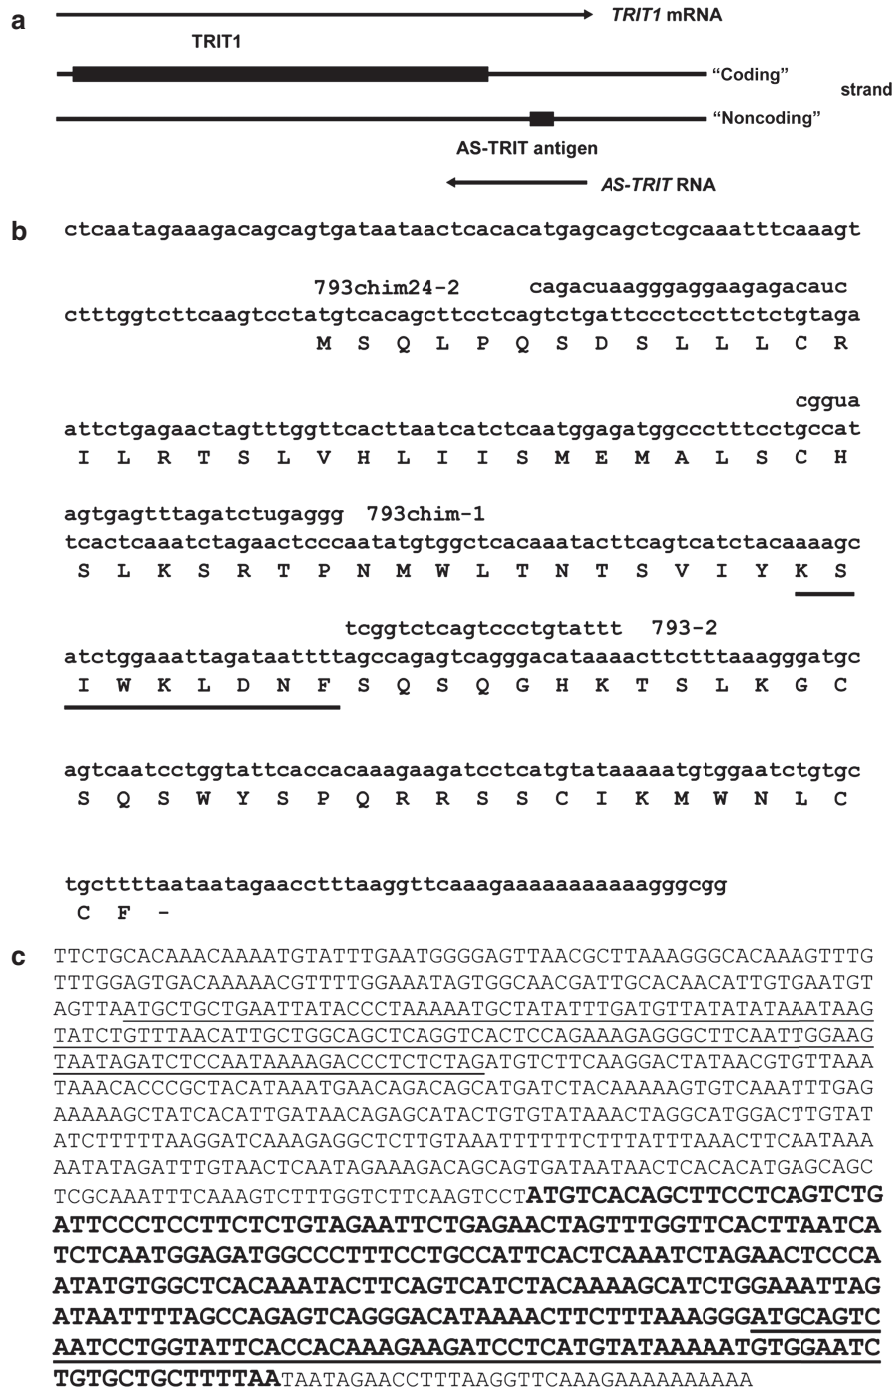 a
TRIT1 mRNA
TRIT1
“Coding”
strand
“Noncoding”
AS-TRIT antigen
AS-TRIT RNA
b
ctcaatagaaagacagcagtgataataactcacacatgagcagctcgcaaatttcaaagt
793chim24-2 cagacuaagggaggaagagacauc
ctttggtcttcaagtcctatgtcacagcttcctcagtctgattccctccttctctgtaga
M S Q L P Q S D S L L L C R
cggua
attctgagaactagtttggttcacttaatcatctcaatggagatggccctttcctgccat
I L R T S L V H L I I S M E M A L S C H
agtgagtttagatctugaggg 793chim-1
tcactcaaatctagaactcccaatatgtggctcacaaatacttcagtcatctacaaaagc
S L K S R T P N M W L T N T S V I Y K S
tcggtctcagtccctgtattt 793-2
atctggaaattagataattttagccagagtcagggacataaaacttctttaaagggatgc
I W K L D N F S Q S Q G H K T S L K G C
agtcaatcctggtattcaccacaaagaagatcctcatgtataaaaatgtggaatctgtgc
S Q S W Y S P Q R R S S C I K M W N L C
tgcttttaataatagaacctttaaggttcaaagaaaaaaaaaaagggcgg
C F -
c
TTCTGCACAAACAAAATGTATTTGAATGGGGAGTTAACGCTTAAAGGGCACAAAGTTTG
TTTGGAGTGACAAAAACGTTTTGGAAATAGTGGCAACGATTGCACAACATTGTGAATGT
AGTTAATGCTGCTGAATTATACCCTAAAAATGCTATATTTGATGTTATATATAAATAAG
TATCTGTTTAACATTGCTGGCAGCTCAGGTCACTCCAGAAAGAGGGCTTCAATTGGAAG
TAATAGATCTCCAATAAAAGACCCTCTCTAGATGTCTTCAAGGACTATAACGTGTTAAA
TAAACACCCGCTACATAAATGAACAGACAGCATGATCTACAAAAAGTGTCAAATTTGAG
AAAAAGCTATCACATTGATAACAGAGCATACTGTGTATAAACTAGGCATGGACTTGTAT
ATCTTTTTAAGGATCAAAGAGGCTCTTGTAAATTTTTTCTTTATTTAAACTTCAATAAA
AATATAGATTTGTAACTCAATAGAAAGACAGCAGTGATAATAACTCACACATGAGCAGC
TCGCAAATTTCAAAGTCTTTGGTCTTCAAGTCCTATGTCACAGCTTCCTCAGTCTG
ATTCCCTCCTTCTCTGTAGAATTCTGAGAACTAGTTTGGTTCACTTAATCA
TCTCAATGGAGATGGCCCTTTCCTGCCATTCACTCAAATCTAGAACTCCCA
ATATGTGGCTCACAAATACTTCAGTCATCTACAAAAGCATCTGGAAATTAG
ATAATTTTAGCCAGAGTCAGGGACATAAAACTTCTTTAAAGGGATGCAGTC
AATCCTGGTATTCACCACAAAGAAGATCCTCATGTATAAAAATGTGGAATC
TGTGCTGCTTTTAATAATAGAACCTTTAAGGTTCAAAGAAAAAAAAAAA